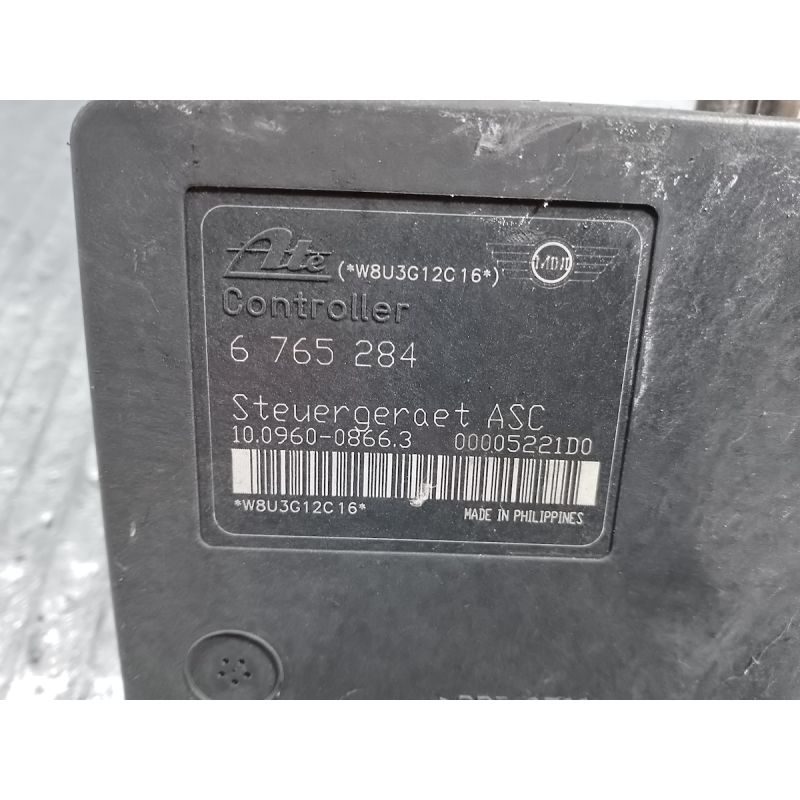 Ate (*W8U3G12C16*) MINI
Controller
6 765 284
Steuergeraet ASC
10.0960-0866.3 00005221D0
*W8U3G12C16*
MADE IN PHILIPPINES